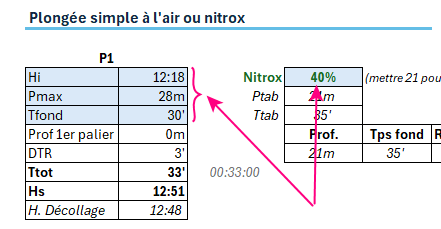 Plongée simple à l'air ou nitrox
P1
Hi 12:18
Pmax 28m
Tfond 30'
Prof 1er palier 0m
DTR 3'
Ttot 33' 00:33:00
Hs 12:51
H. Décollage 12:48
Nitrox 40% (mettre 21 pou
Ptab 21m
Ttab 35'
Prof. Tps fond R
21m 35'